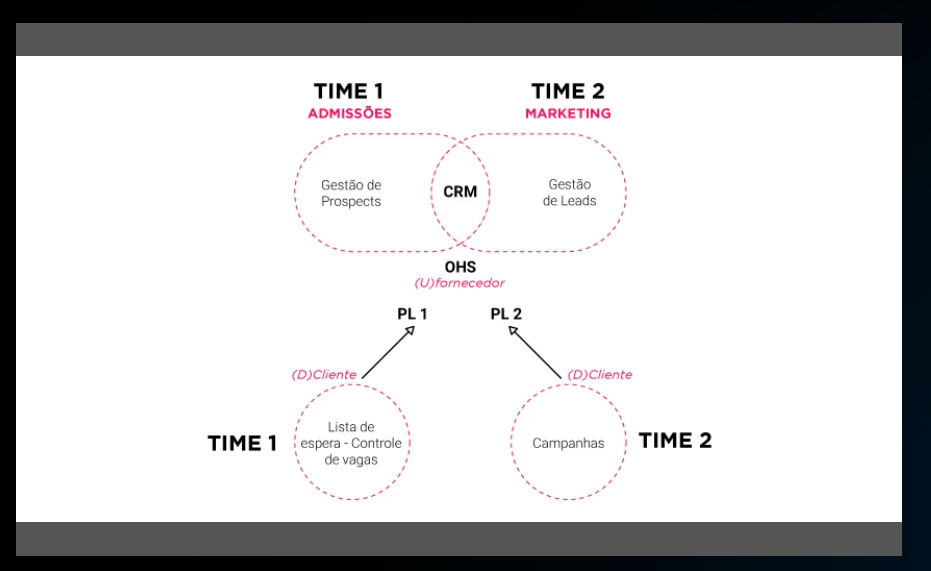 TIME 1
ADMISSÕES
TIME 2
MARKETING
Gestão de
Prospects
CRM
Gestão
de Leads
OHS
(U)fornecedor
PL 1
PL 2
(D)Cliente
(D)Cliente
TIME 1
Lista de
espera - Controle
de vagas
Campanhas
TIME 2